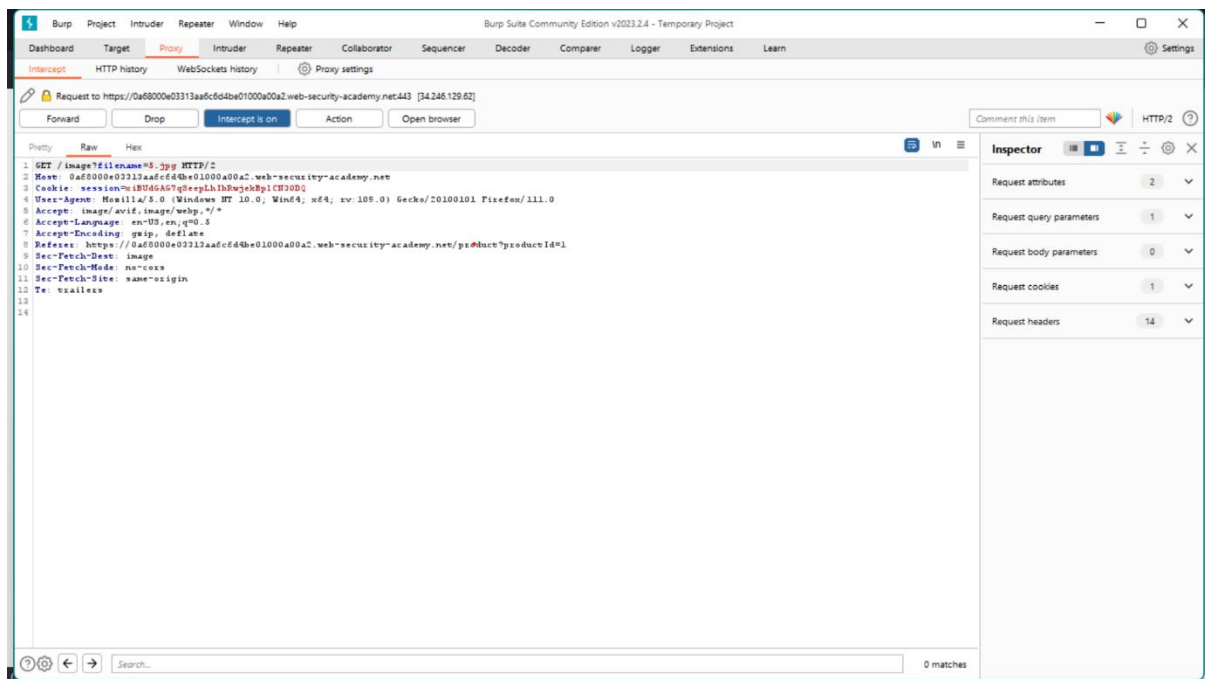 Burp Project Intruder Repeater Window Help Burp Suite Community Edition v2023.2.4 - Temporary Project
Dashboard Target Proxy Intruder Repeater Collaborator Sequencer Decoder Comparer Logger Extensions Learn Settings
Intercept HTTP history WebSockets history Proxy settings
Request to https://0a68000e03313aa6c6d4be01000a00a2.web-security-academy.net:443 [34.246.129.62]
Forward Drop Intercept is on Action Open browser Comment this item HTTP/2
Pretty Raw Hex \n Inspector
1 GET /image?filename=5.jpg HTTP/2
2 Host: 0a68000e03313aa6c6d4be01000a00a2.web-security-academy.net
3 Cookie:
4 User-Agent: Mozilla/5.0 (Windows NT 10.0; Win64; x64; rv:109.0) Gecko/20100101 Firefox/111.0
5 Accept: image/avif,image/webp,*/*
6 Accept-Language: en-US,en;q=0.5
7 Accept-Encoding: gzip, deflate
8 Referer: https://0a68000e03313aa6c6d4be01000a00a2.web-security-academy.net/product?productId=1
9 Sec-Fetch-Dest: image
10 Sec-Fetch-Mode: no-cors
11 Sec-Fetch-Site: same-origin
12 Te: trailers
13
14
Request attributes 2
Request query parameters 1
Request body parameters 0
Request cookies 1
Request headers 14
Search... 0 matches